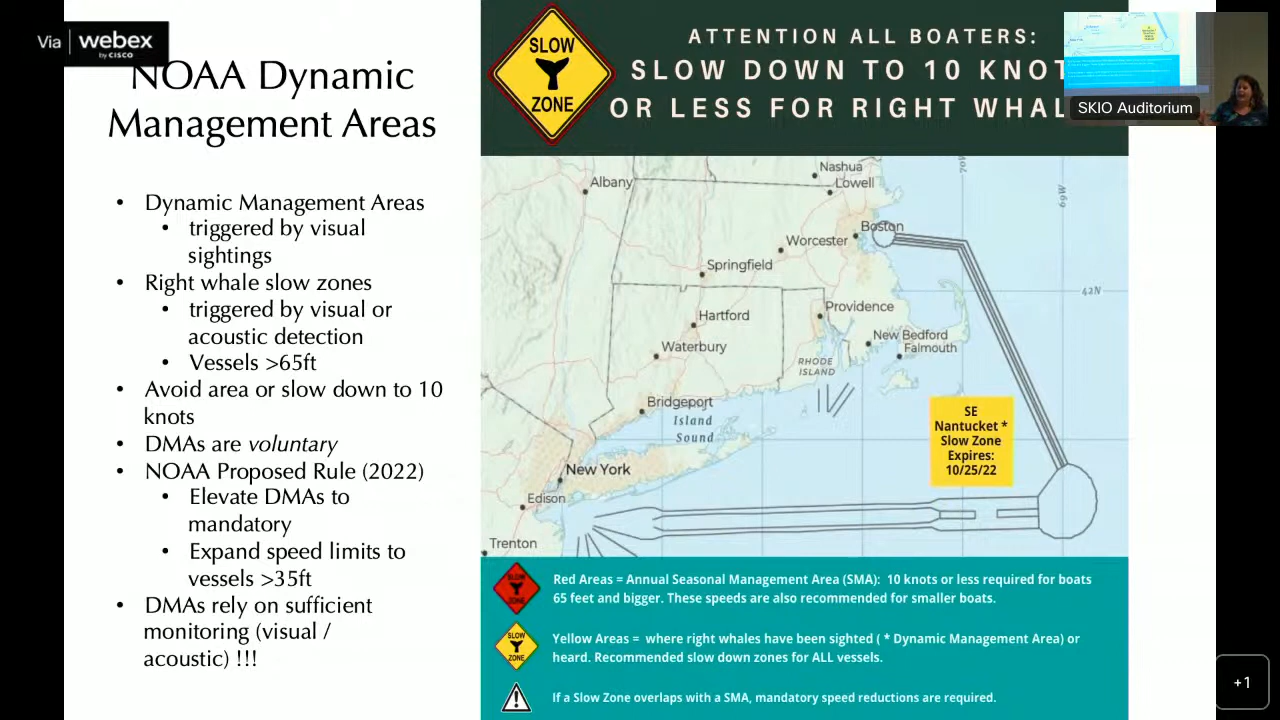 Via webex
by CISCO
NOAA Dynamic
Management Areas
• Dynamic Management Areas
• triggered by visual
sightings
• Right whale slow zones
• triggered by visual or
acoustic detection
• Vessels >65ft
• Avoid area or slow down to 10
knots
• DMAs are voluntary
• NOAA Proposed Rule (2022)
• Elevate DMAs to
mandatory
• Expand speed limits to
vessels >35ft
• DMAs rely on sufficient
monitoring (visual /
acoustic) !!!
SLOW
ZONE
ATTENTION ALL BOATERS:
SLOW DOWN TO 10 KNOT
OR LESS FOR RIGHT WHAL
SKIO Auditorium
Nashua
Albany
Lowell
70W
69W
Boston
Worcester
Springfield
42N
Providence
Hartford
New Bedford
Waterbury
Falmouth
RHODE
ISLAND
Bridgeport
Island
Sound
New York
Edison
Trenton
SE
Nantucket *
Slow Zone
Expires:
10/25/22
SLOW
ZONE
Red Areas = Annual Seasonal Management Area (SMA): 10 knots or less required for boats
65 feet and bigger. These speeds are also recommended for smaller boats.
SLOW
ZONE
Yellow Areas = where right whales have been sighted ( * Dynamic Management Area) or
heard. Recommended slow down zones for ALL vessels.
If a Slow Zone overlaps with a SMA, mandatory speed reductions are required.
+1